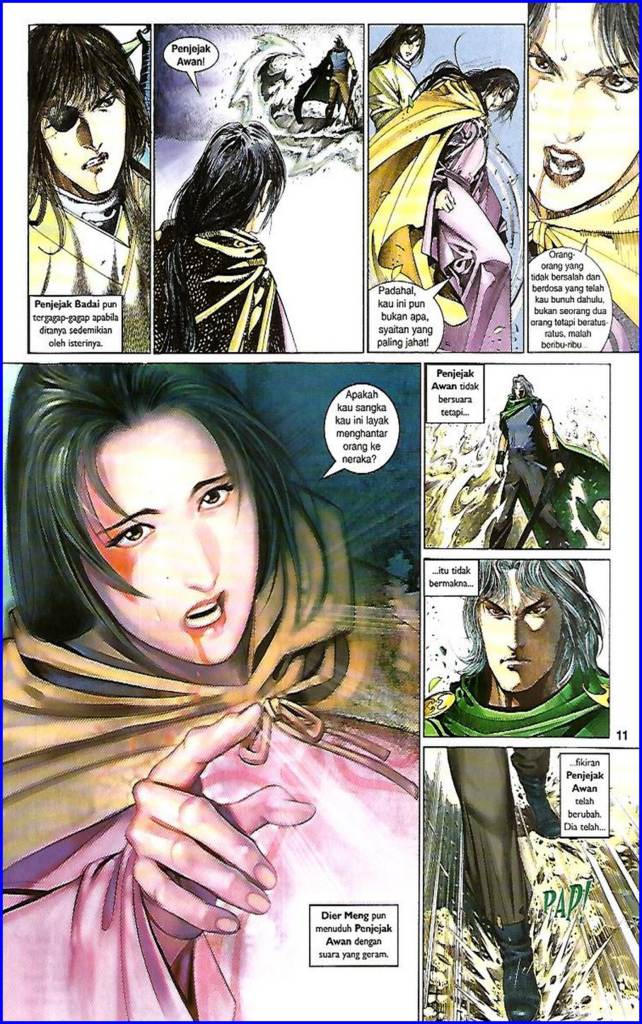 Penjejak Badai pun
tergagap-gagap apabila
ditanya sedemikian
oleh isterinya.
Penjejak
Awan!
Padahal,
kau ini pun
bukan apa,
syaitan yang
paling jahat!
Orang-
orang yang
tidak bersalah dan
berdosa yang telah
kau bunuh dahulu,
bukan seorang dua
orang tetapi beratus-
ratus, malah
beribu-ribu...
Apakah
kau sangka
kau ini layak
menghantar
orang ke
neraka?
Dier Meng pun
menuduh Penjejak
Awan dengan
suara yang geram.
Penjejak
Awan tidak
bersuara
tetapi...
...itu tidak
bermakna...
11
...fikiran
Penjejak
Awan
telah
berubah.
Dia telah...
PAP!